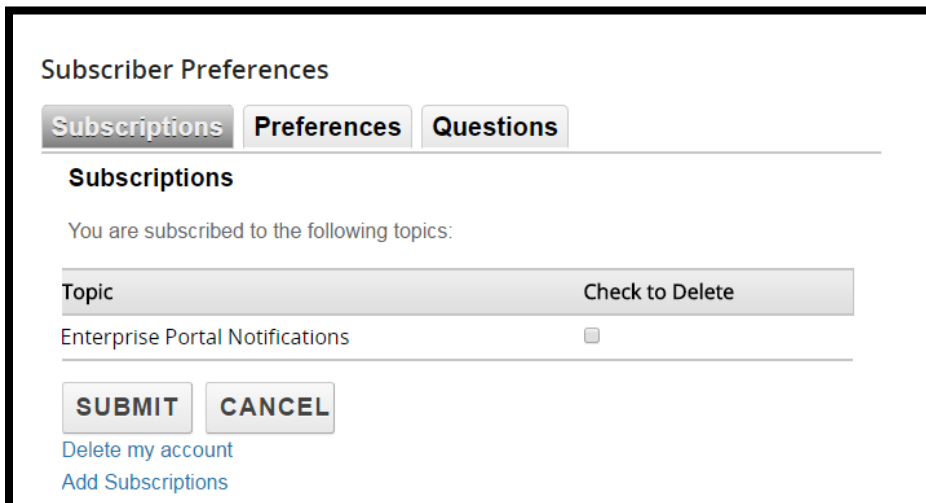 Subscriber Preferences
Subscriptions Preferences Questions
Subscriptions
You are subscribed to the following topics:
Topic Check to Delete
Enterprise Portal Notifications
SUBMIT CANCEL
Delete my account
Add Subscriptions